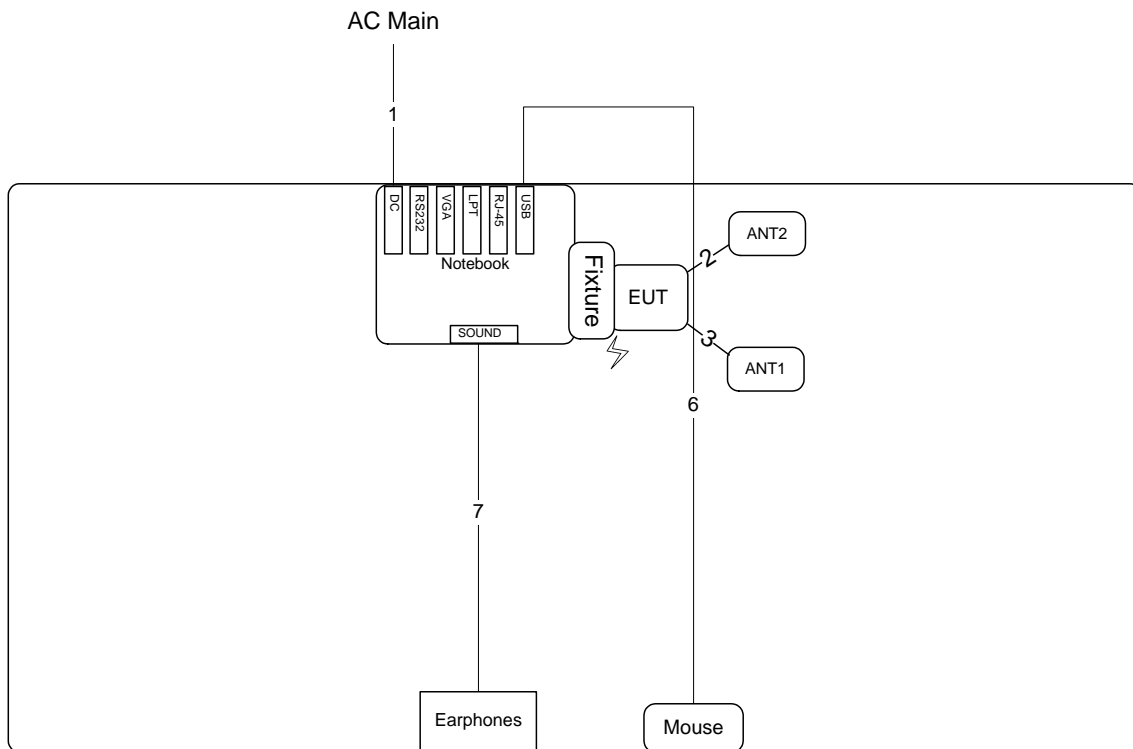 AC Main
1
DC
RS232
VGA
LPT
RJ-45
USB
Notebook
SOUND
Fixture
EUT
2
ANT2
3
ANT1
6
7
Earphones
Mouse